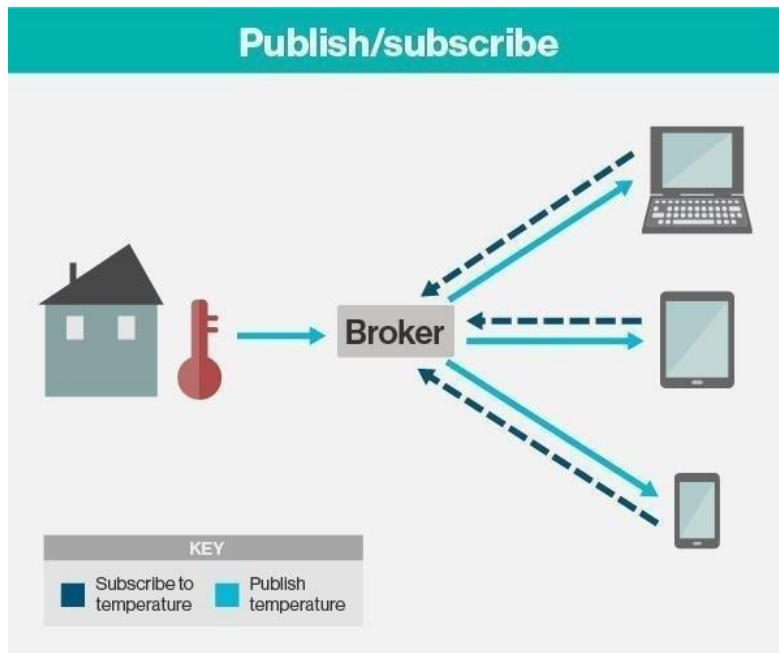 Publish/subscribe
Broker
KEY
Subscribe to
temperature
Publish
temperature